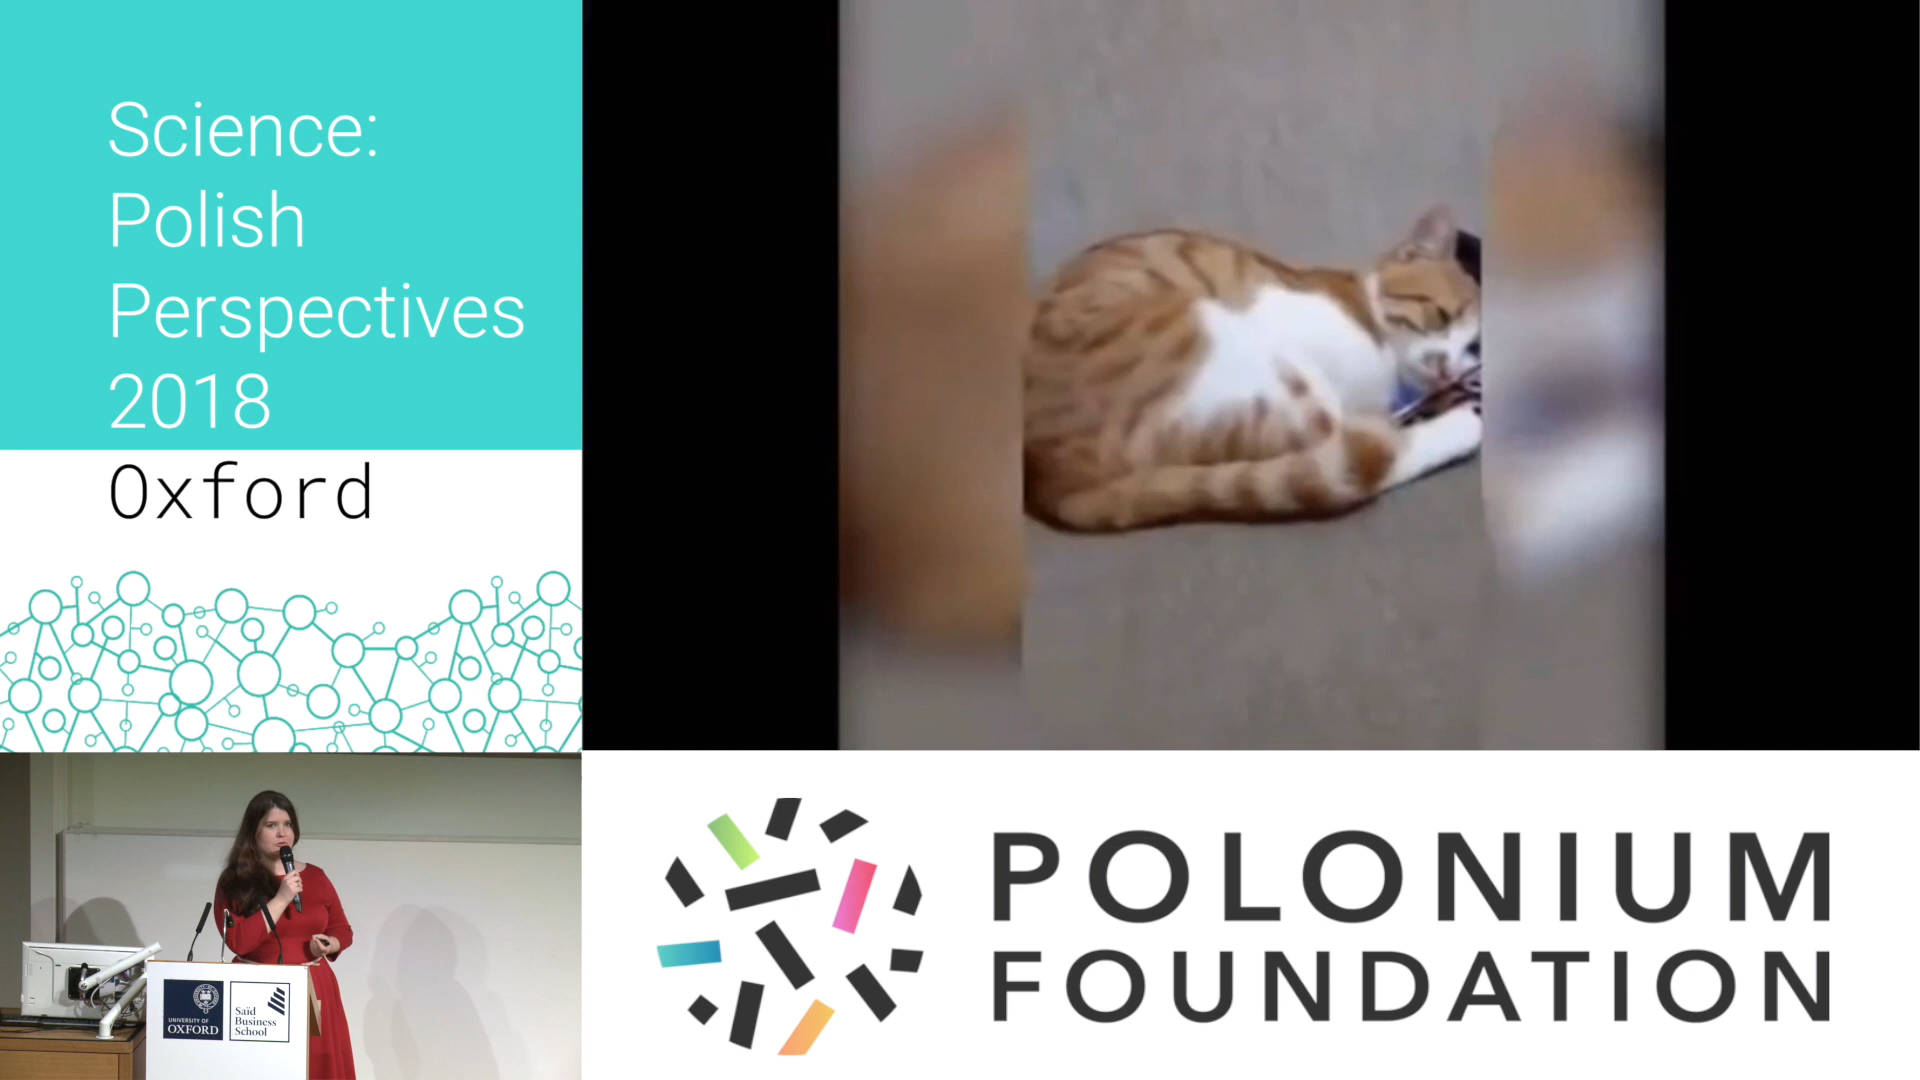 Science:
Polish
Perspectives
2018
Oxford
UNIVERSITY OF
OXFORD
Saïd
Business
School
POLONIUM
FOUNDATION